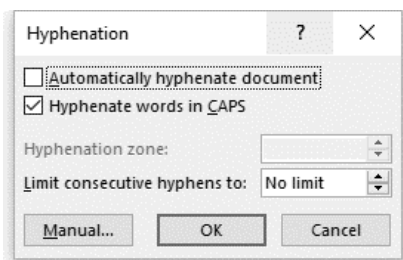 Hyphenation ?
Automatically hyphenate document
Hyphenate words in CAPS
Hyphenation zone:
Limit consecutive hyphens to: No limit
Manual... OK Cancel